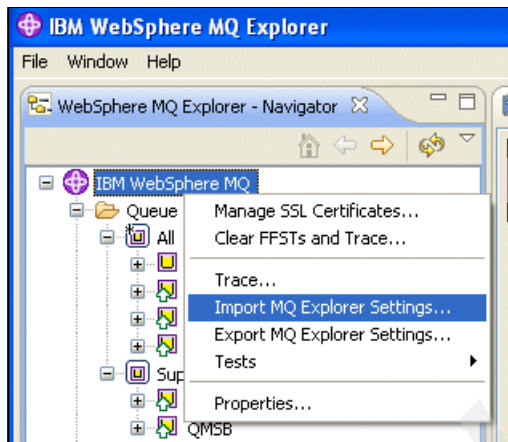 IBM WebSphere MQ Explorer
File Window Help
WebSphere MQ Explorer - Navigator
IBM WebSphere MQ
Queue
Manage SSL Certificates...
All
Clear FFSTs and Trace...
Trace...
Import MQ Explorer Settings...
Export MQ Explorer Settings...
Tests
Sup
Properties...
QMSB